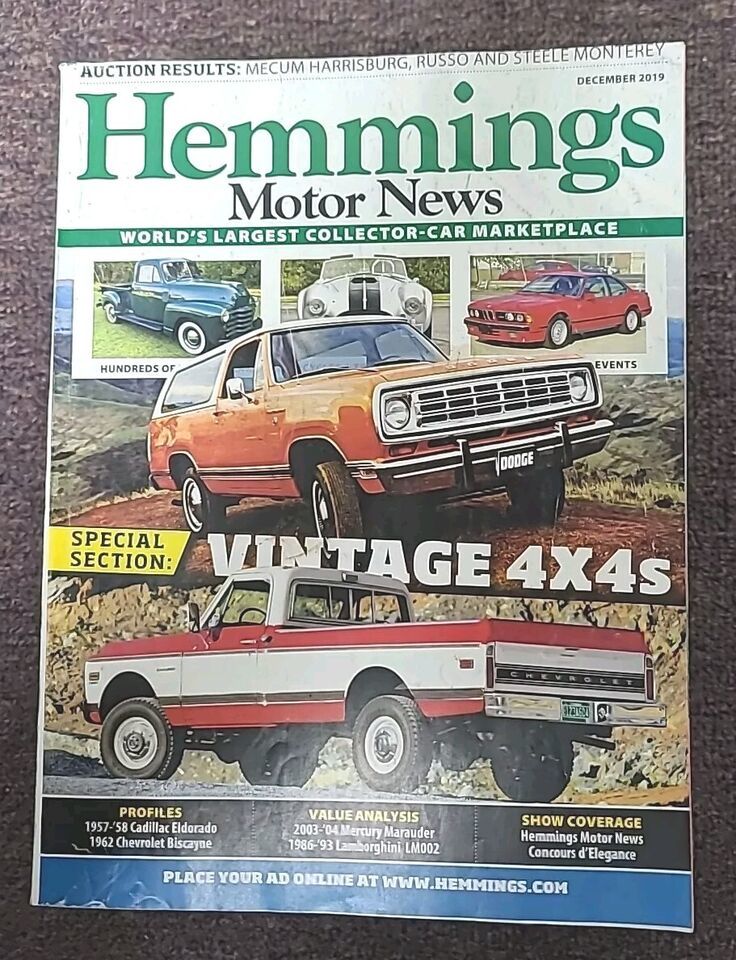 AUCTION RESULTS: MECUM HARRISBURG, RUSSO AND STEELE MONTEREY
DECEMBER 2019
Hemmings
Motor News
WORLD'S LARGEST COLLECTOR-CAR MARKETPLACE
HUNDREDS OF
EVENTS
DODGE
SPECIAL
SECTION:
VINTAGE 4X4s
CHEVROLET
PROFILES
1957-'58 Cadillac Eldorado
1962 Chevrolet Biscayne
VALUE ANALYSIS
2003-'04 Mercury Marauder
1986-'93 Lamborghini LM002
SHOW COVERAGE
Hemmings Motor News
Concours d'Elegance
PLACE YOUR AD ONLINE AT WWW.HEMMINGS.COM